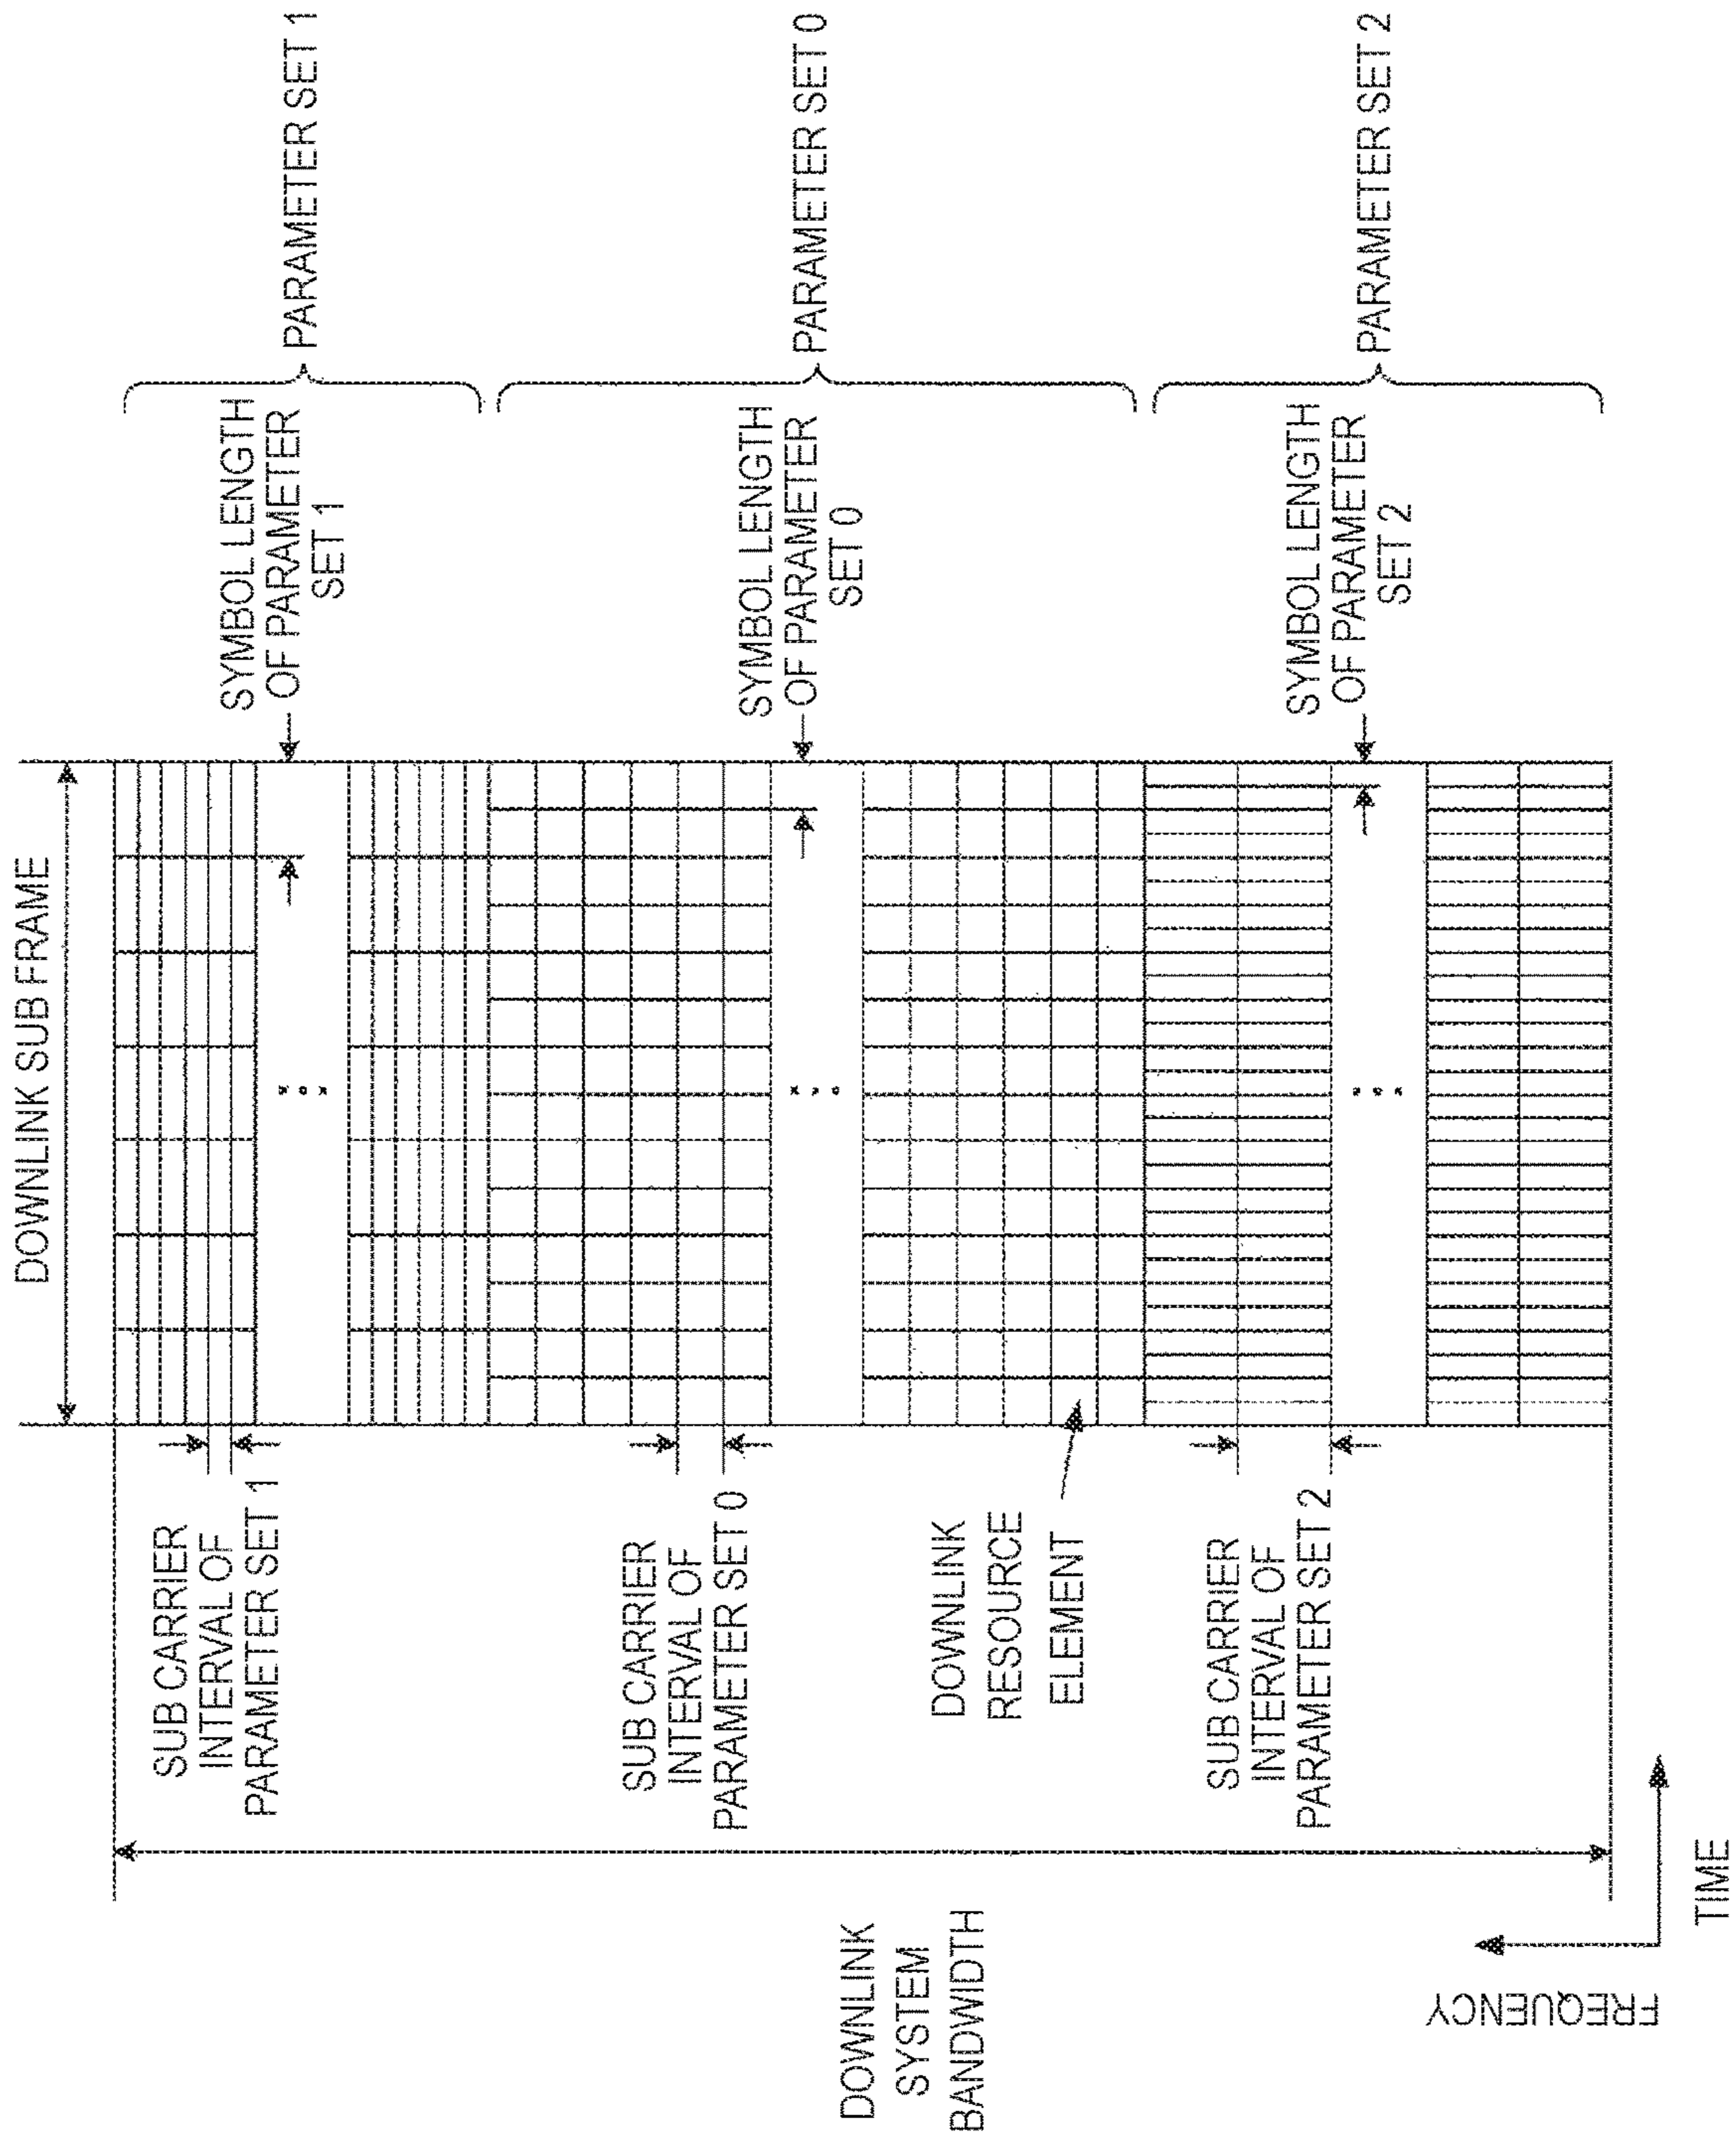 DOWNLINK SUB FRAME
SUB CARRIER
INTERVAL OF
PARAMETER SET 1
SYMBOL LENGTH
OF PARAMETER
SET 1
PARAMETER SET 1
SUB CARRIER
INTERVAL OF
PARAMETER SET 0
SYMBOL LENGTH
OF PARAMETER
SET 0
PARAMETER SET 0
DOWNLINK
SYSTEM
BANDWIDTH
DOWNLINK
RESOURCE
ELEMENT
SUB CARRIER
INTERVAL OF
PARAMETER SET 2
SYMBOL LENGTH
OF PARAMETER
SET 2
PARAMETER SET 2
FREQUENCY
TIME